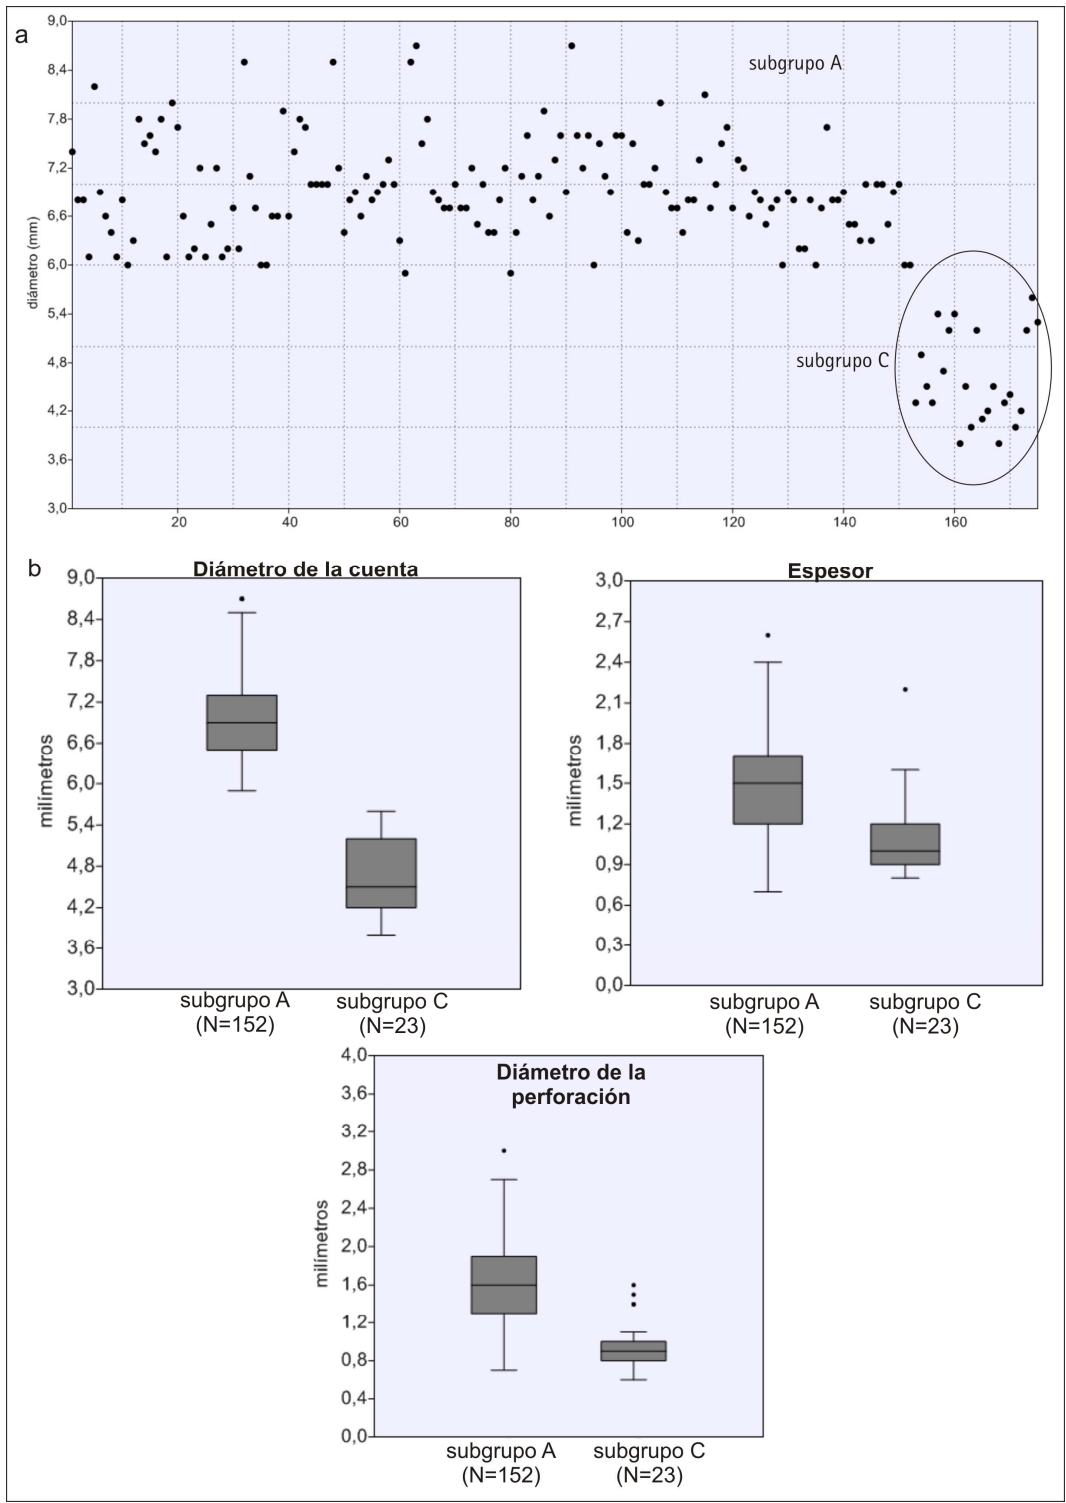 a
9,0
8,4
7,8
7,2
6,6
6,0
5,4
4,8
4,2
3,6
3,0
diámetro (mm)
subgrupo A
subgrupo C
20 40 60 80 100 120 140 160
b
Diámetro de la cuenta
9,0
8,4
7,8
7,2
6,6
6,0
5,4
4,8
4,2
3,6
3,0
milímetros
subgrupo A subgrupo C
(N=152) (N=23)
Espesor
3,0
2,7
2,4
2,1
1,8
1,5
1,2
0,9
0,6
0,3
0,0
milímetros
subgrupo A subgrupo C
(N=152) (N=23)
Diámetro de la
perforación
4,0
3,6
3,2
2,8
2,4
2,0
1,6
1,2
0,8
0,4
0,0
milímetros
subgrupo A subgrupo C
(N=152) (N=23)